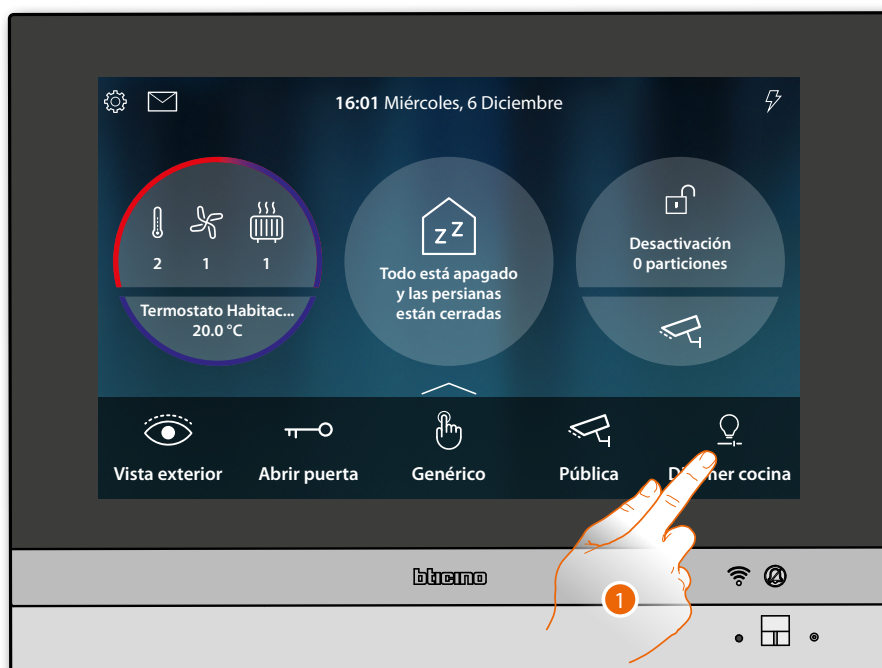 16:01 Miércoles, 6 Diciembre
2 1 1
Termostato Habitac...
20.0 °C
z Z
Todo está apagado
y las persianas
están cerradas
Desactivación
0 particiones
Vista exterior
Abrir puerta
Genérico
Pública
cocina
bticino
1